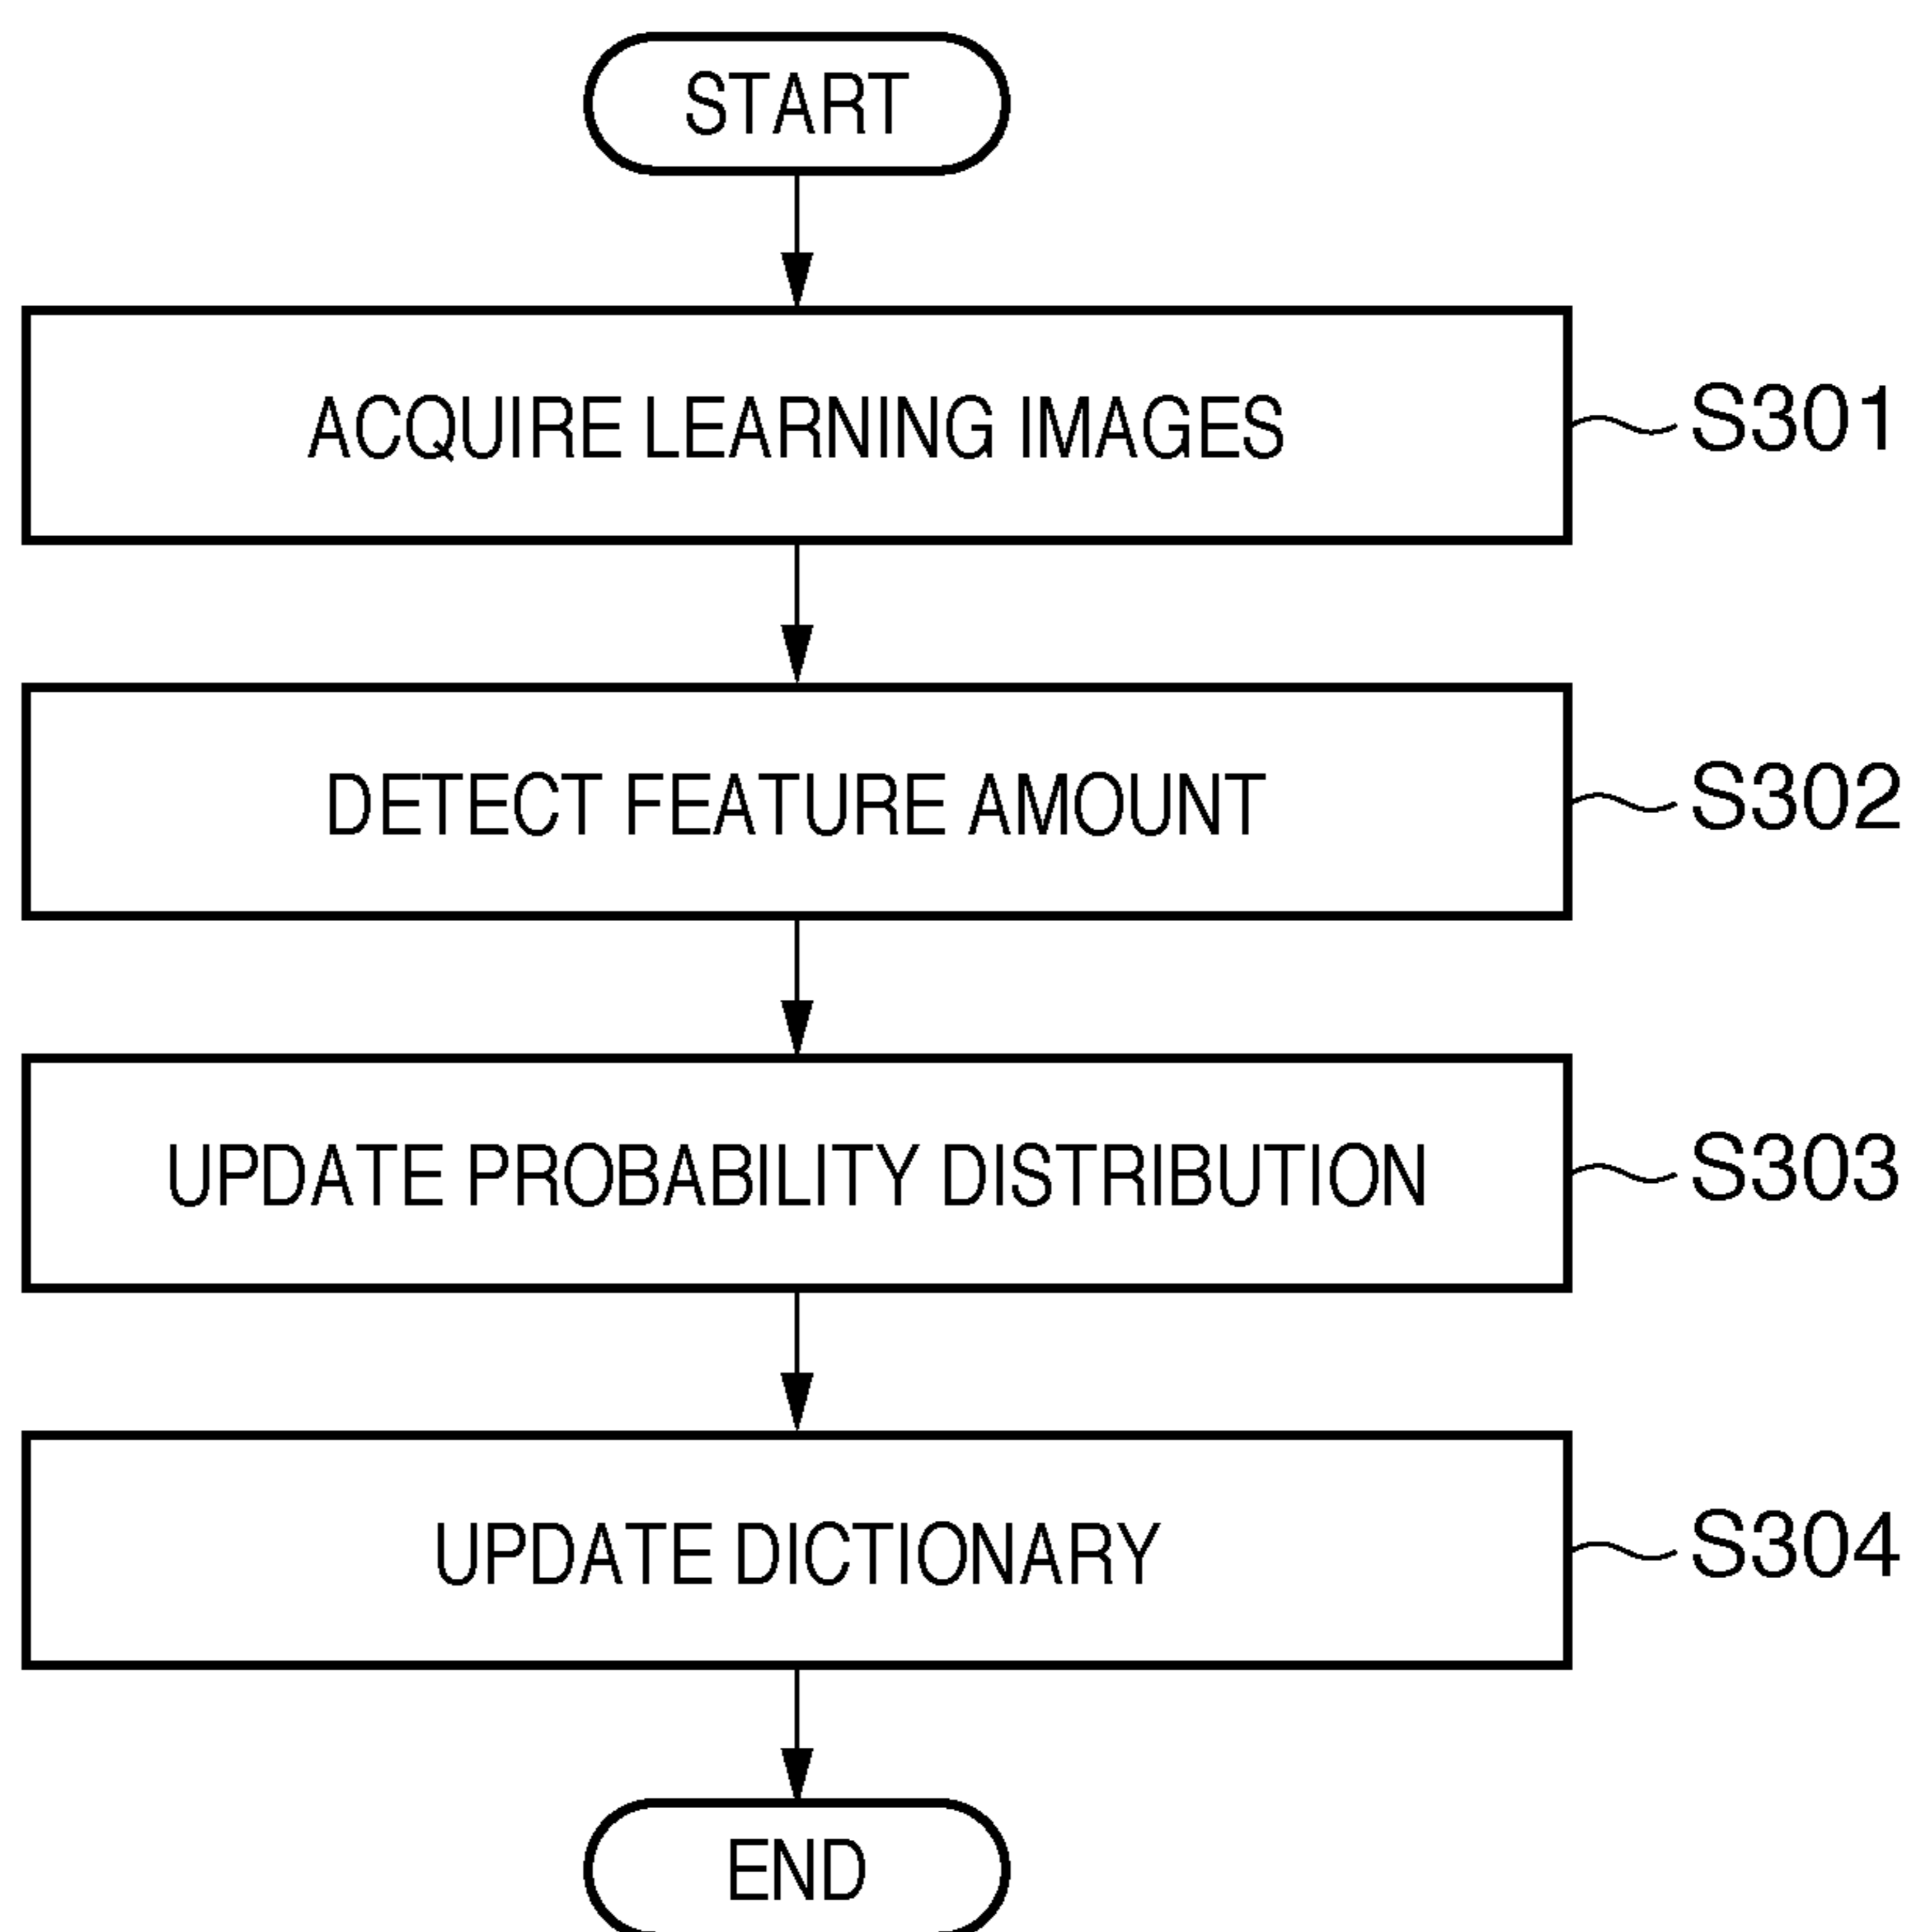 START
ACQUIRE LEARNING IMAGES
S301
DETECT FEATURE AMOUNT
S302
UPDATE PROBABILITY DISTRIBUTION
S303
UPDATE DICTIONARY
S304
END